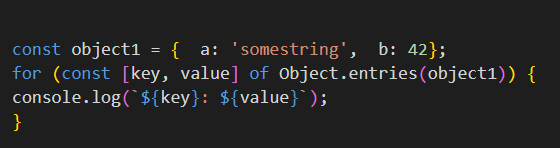 const object1 = {  a: 'somestring',  b: 42};
for (const [key, value] of Object.entries(object1)) {
console.log(`${key}: ${value}`);
}